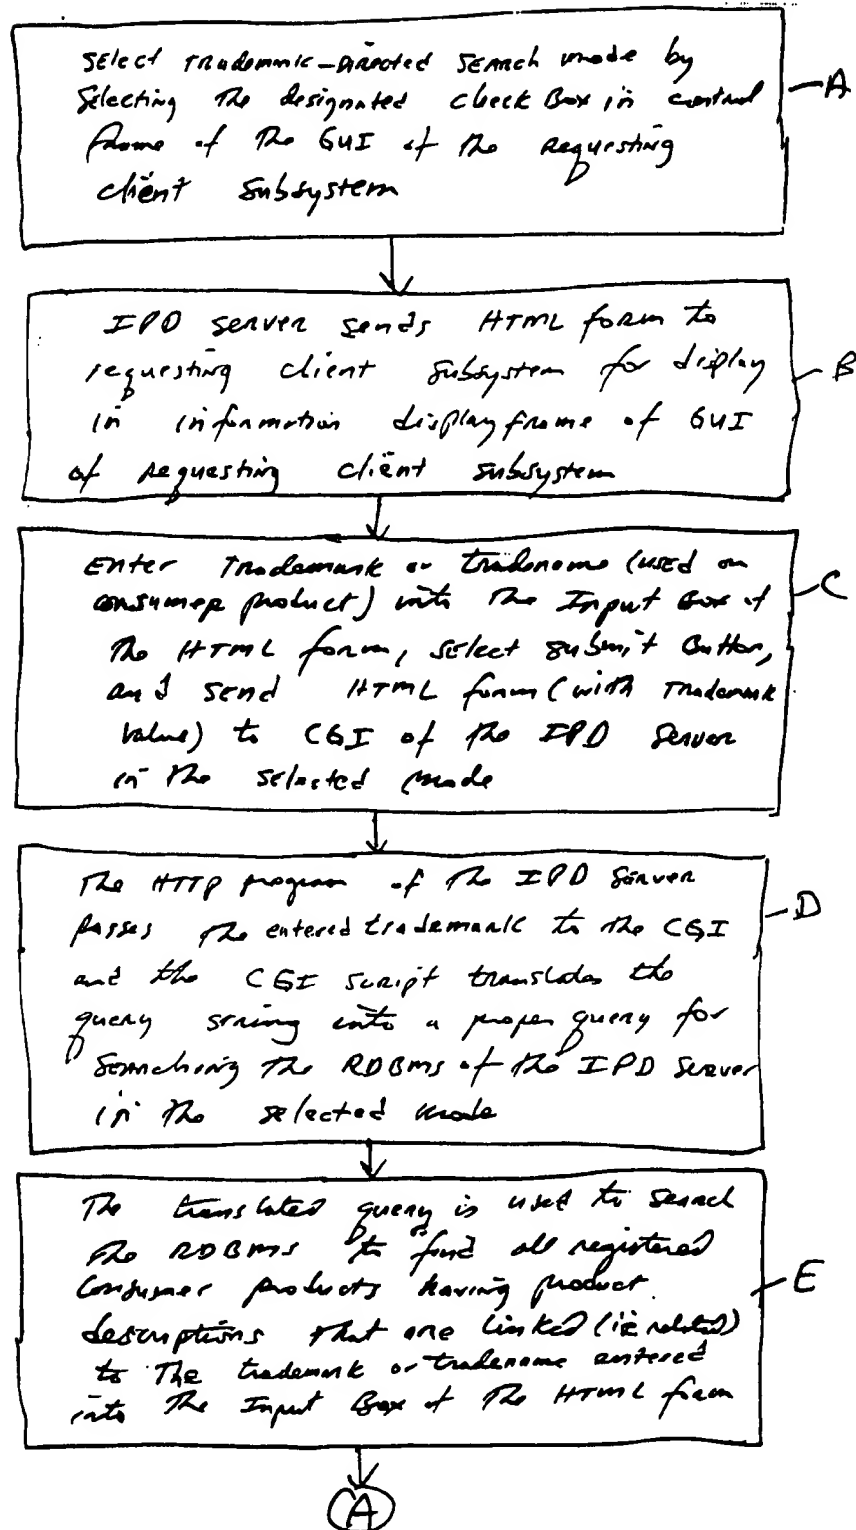 Select Trademark-Directed Search mode by
Selecting the designated check Box in control
frame of the GUI of the requesting
client subsystem
A
IPD server sends HTML form to
requesting client subsystem for display
in information display frame of GUI
of requesting client subsystem
B
Enter Trademark or tradename (used on
consumer product) into the Input Box of
the HTML form, select submit Button,
and send HTML form (with Trademark
value) to CGI of the IPD Server
in the selected mode
C
The HTTP program of the IPD Server
passes the entered trademark to the CGI
and the CGI script translates the
query string into a proper query for
Searching the RDBMS of the IPD Server
in the selected mode
D
The translated query is used to search
the RDBMS to find all registered
Consumer products having product
descriptions that are linked (ie related)
to the trademark or tradename entered
into the Input Box of the HTML form
E
A